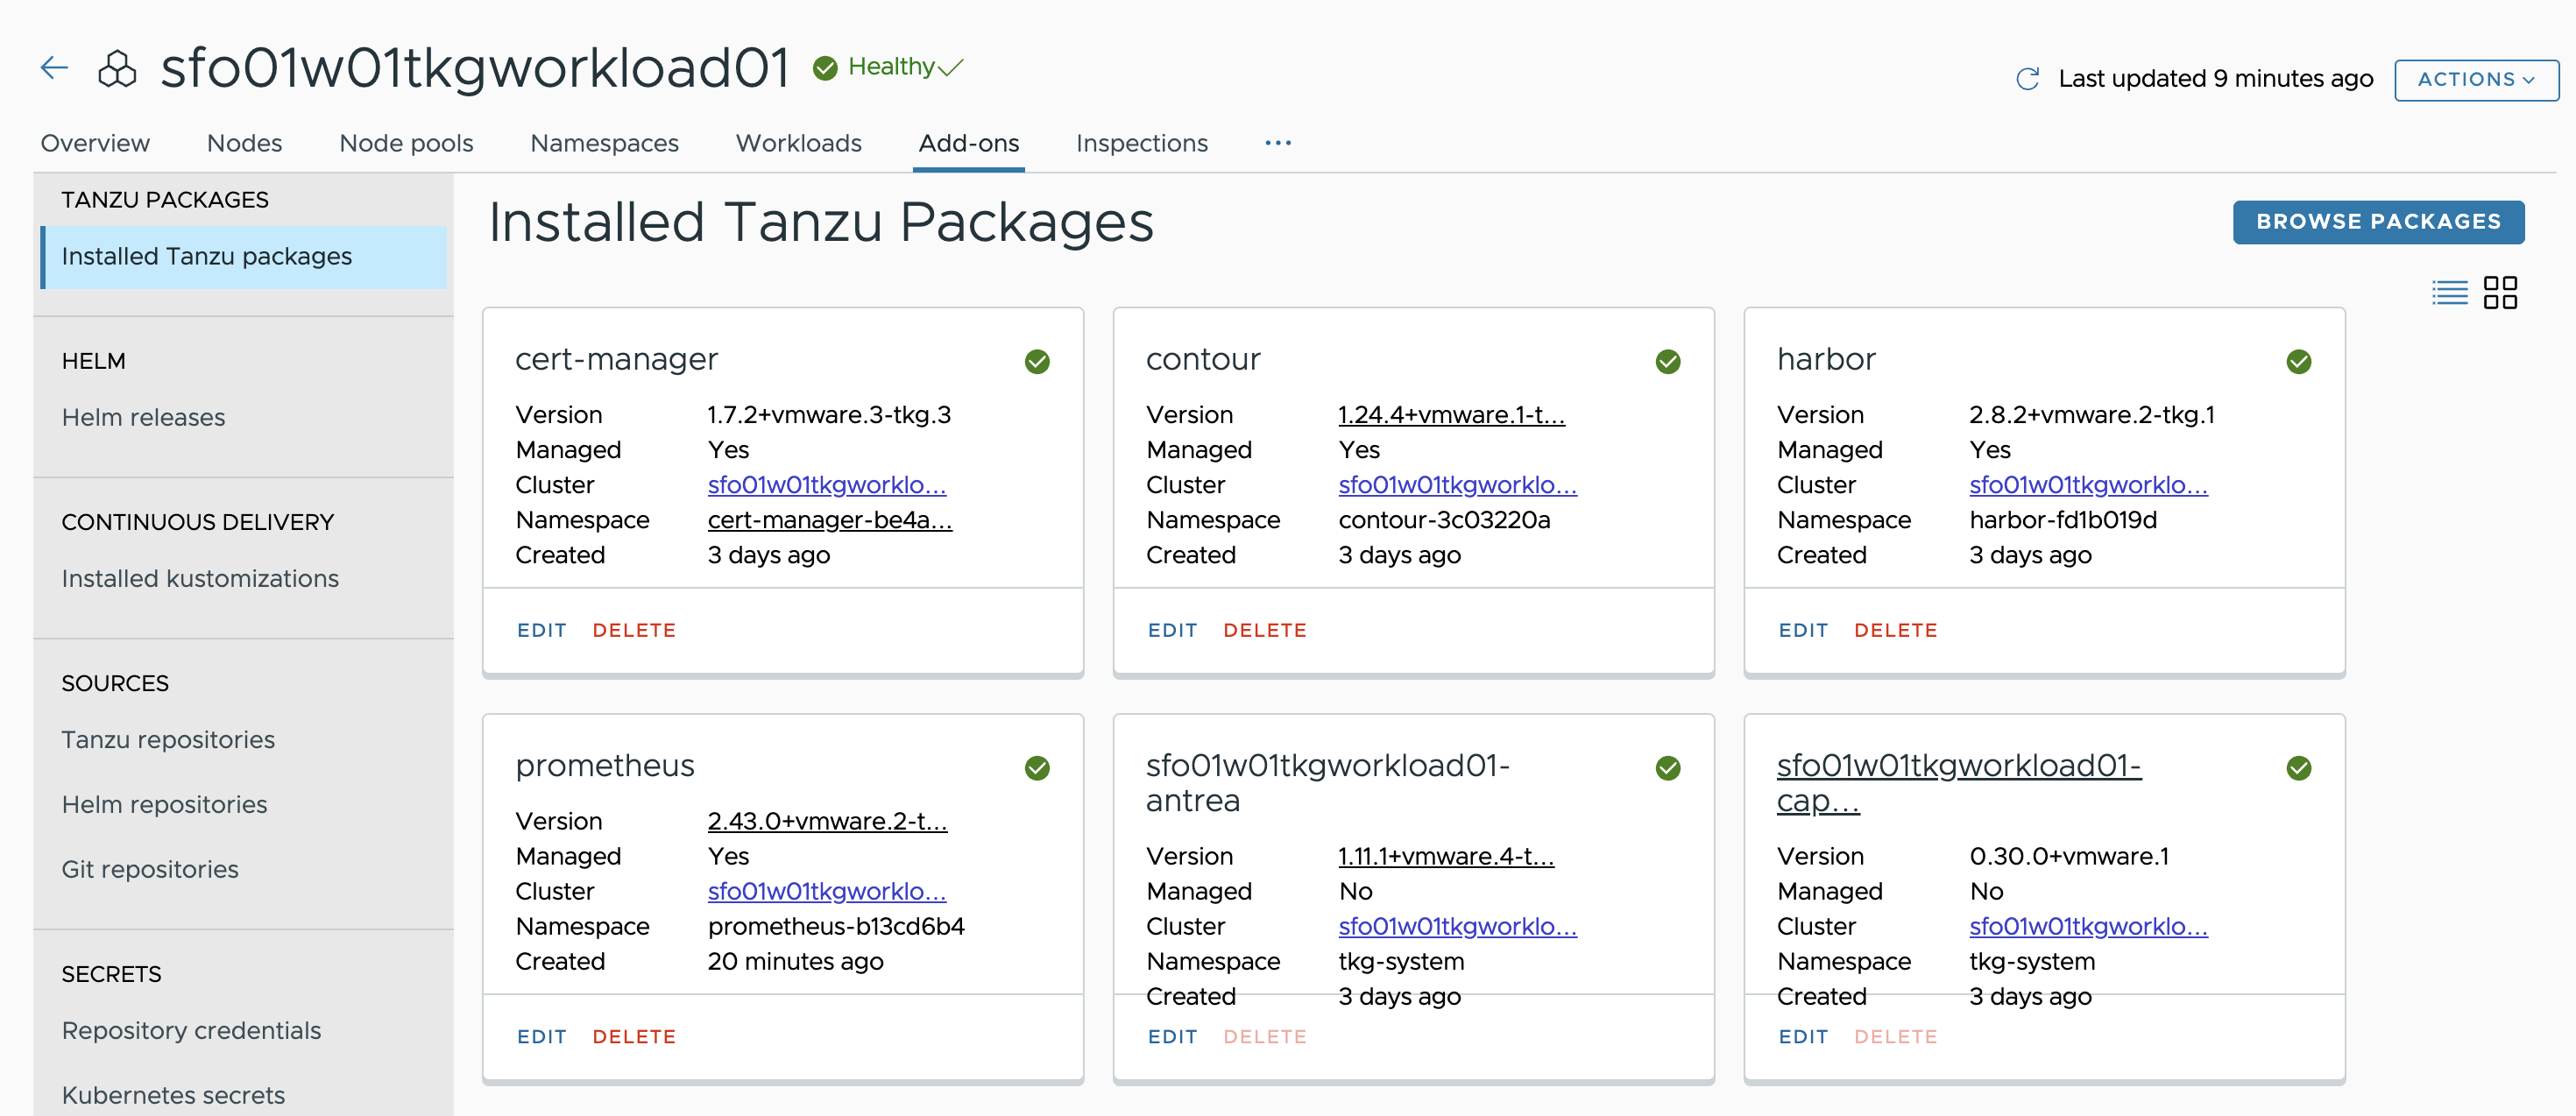 sfo01w01tkgworkload01 Healthy
Last updated 9 minutes ago ACTIONS
Overview Nodes Node pools Namespaces Workloads Add-ons Inspections ...
TANZU PACKAGES
Installed Tanzu packages
HELM
Helm releases
CONTINUOUS DELIVERY
Installed kustomizations
SOURCES
Tanzu repositories
Helm repositories
Git repositories
SECRETS
Repository credentials
Kubernetes secrets
Installed Tanzu Packages
BROWSE PACKAGES
cert-manager
Version 1.7.2+vmware.3-tkg.3
Managed Yes
Cluster sfo01w01tkgworklo...
Namespace cert-manager-be4a...
Created 3 days ago
EDIT DELETE
contour
Version 1.24.4+vmware.1-t...
Managed Yes
Cluster sfo01w01tkgworklo...
Namespace contour-3c03220a
Created 3 days ago
EDIT DELETE
harbor
Version 2.8.2+vmware.2-tkg.1
Managed Yes
Cluster sfo01w01tkgworklo...
Namespace harbor-fd1b019d
Created 3 days ago
EDIT DELETE
prometheus
Version 2.43.0+vmware.2-t...
Managed Yes
Cluster sfo01w01tkgworklo...
Namespace prometheus-b13cd6b4
Created 20 minutes ago
EDIT DELETE
sfo01w01tkgworkload01-
antrea
Version 1.11.1+vmware.4-t...
Managed No
Cluster sfo01w01tkgworklo...
Namespace tkg-system
Created 3 days ago
EDIT DELETE
sfo01w01tkgworkload01-
cap...
Version 0.30.0+vmware.1
Managed No
Cluster sfo01w01tkgworklo...
Namespace tkg-system
Created 3 days ago
EDIT DELETE